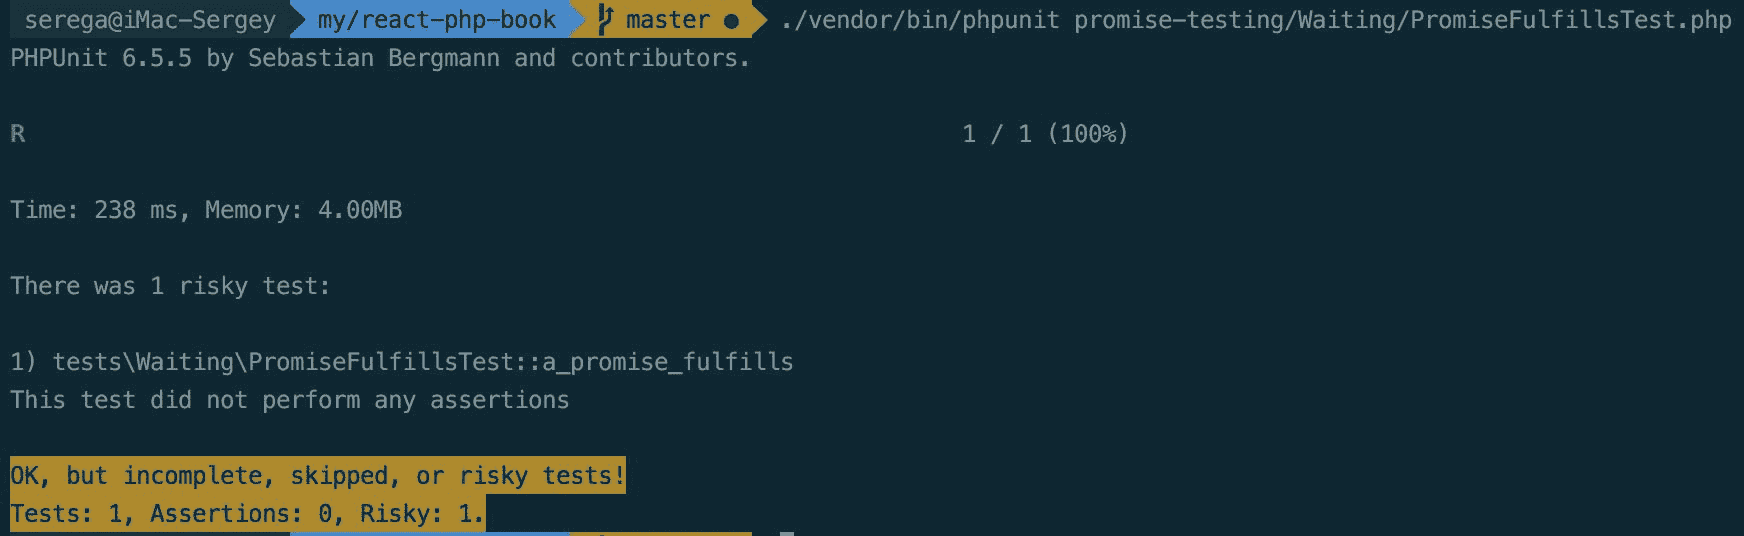 serega@iMac-Sergey my/react-php-book master ● ./vendor/bin/phpunit promise-testing/Waiting/PromiseFulfillsTest.php
PHPUnit 6.5.5 by Sebastian Bergmann and contributors.
R 1 / 1 (100%)
Time: 238 ms, Memory: 4.00MB
There was 1 risky test:
1) tests\Waiting\PromiseFulfillsTest::a_promise_fulfills
This test did not perform any assertions
OK, but incomplete, skipped, or risky tests!
Tests: 1, Assertions: 0, Risky: 1.